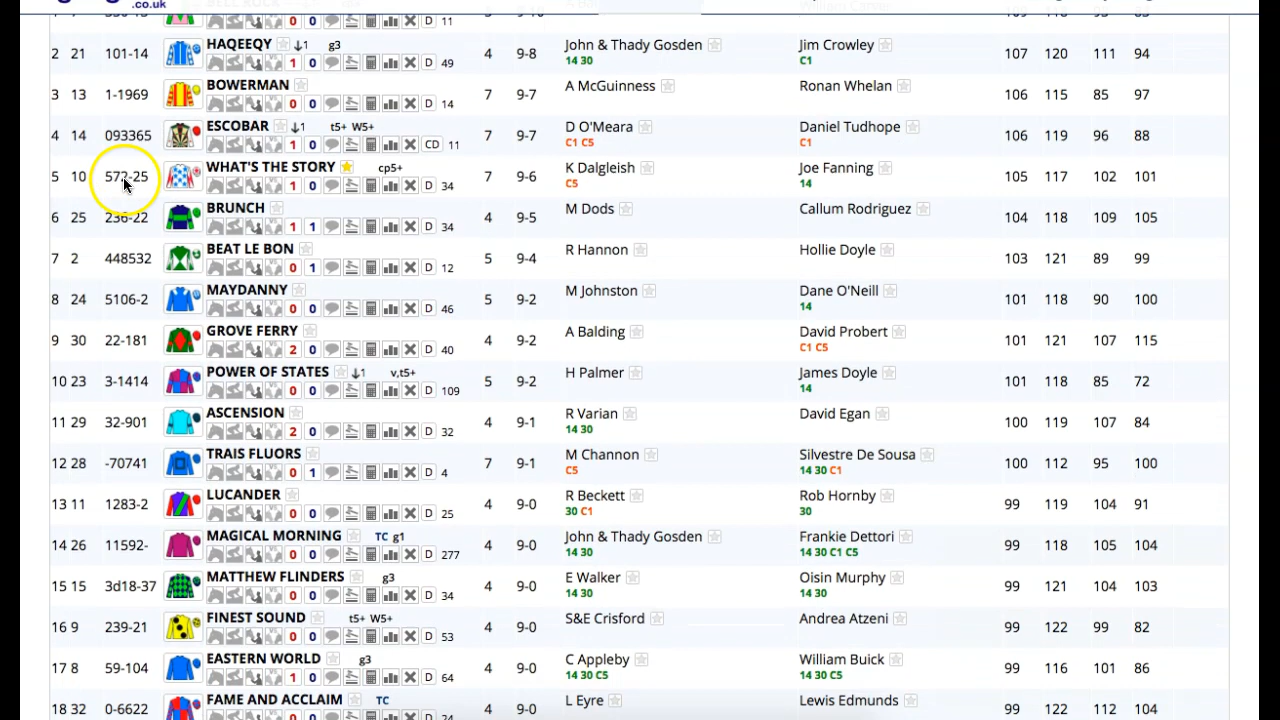 .co.uk
11
2 21 101-14 HAQEEQY ↓1 g3 1 0 D 49 4 9-8 John & Thady Gosden 14 30 Jim Crowley C1 107 120 111 94
3 13 1-1969 BOWERMAN 0 0 D 14 7 9-7 A McGuinness Ronan Whelan 106 115 85 97
4 14 093365 ESCOBAR ↓1 t5+ W5+ 1 0 CD 11 7 9-7 D O'Meara C1 C5 Daniel Tudhope C1 106 119 96 88
5 10 572-25 WHAT'S THE STORY cp5+ 1 0 D 7 9-6 K Dalgleish C5 Joe Fanning 14 105 117 102 101
6 25 236-22 BRUNCH 1 1 D 4 9-5 M Dods Callum Rodriguez 104 118 109 105
7 2 448532 BEAT LE BON 0 1 D 12 5 9-4 R Hannon Hollie Doyle 103 121 89 99
8 24 5106-2 MAYDANNY 0 0 D 46 5 9-2 M Johnston Dane O'Neill 14 101 118 90 100
9 30 22-181 GROVE FERRY 2 0 D 40 4 9-2 A Balding David Probert C1 C5 101 121 107 115
10 23 3-1414 POWER OF STATES ↓1 v,t5+ 0 0 D 109 5 9-2 H Palmer James Doyle 14 101 118 85 72
11 29 32-901 ASCENSION 2 0 D 32 4 9-1 R Varian 14 30 David Egan 100 119 107 84
12 28 -70741 TRAIS FLUORS 0 1 D 4 7 9-1 M Channon C5 Silvestre De Sousa 14 30 C1 100 112 95 100
13 11 1283-2 LUCANDER 0 0 D 25 4 9-0 R Beckett 30 C1 Rob Hornby 30 99 119 104 91
14 26 11592- MAGICAL MORNING TC g1 0 0 D 277 4 9-0 John & Thady Gosden 14 30 Frankie Dettori 14 30 C1 C5 99 118 105 104
15 15 3d18-37 MATTHEW FLINDERS g3 0 0 D 34 4 9-0 E Walker 14 30 Oisin Murphy 14 30 99 121 104 103
16 9 239-21 FINEST SOUND t5+ W5+ 0 0 D 4 9-0 S&E Crisford Andrea Atzeni 99 120 99 82
17 8 59-104 EASTERN WORLD g3 1 0 D 4 9-0 C Appleby 14 30 C5 William Buick 14 30 C5 99 101 86
18 32 0-6622 FAME AND ACCLAIM TC 4 9-0 L Eyre Lewis Edmunds 99 122 112 104